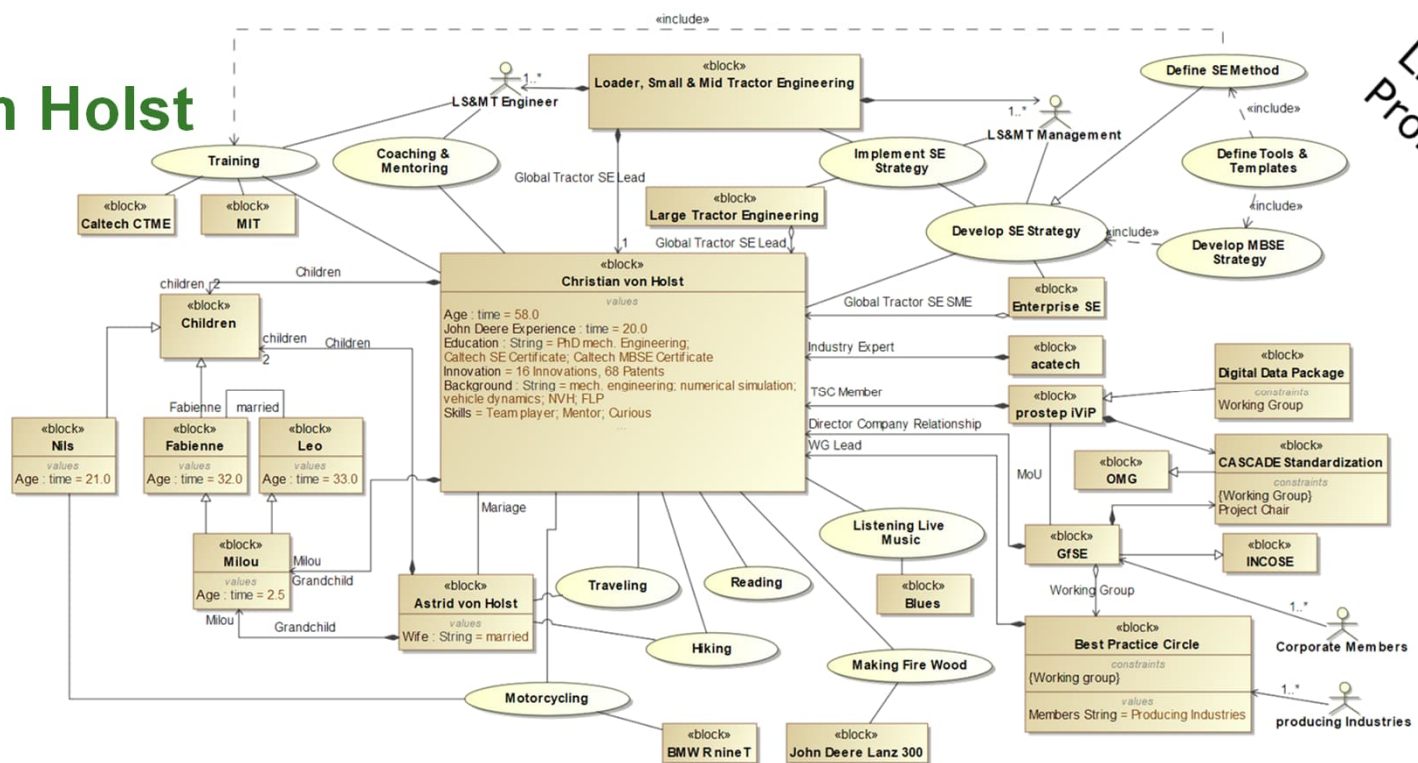 «include»
n Holst
«block»
Loader, Small & Mid Tractor Engineering
1..*
LS&MT Engineer
1..*
LS&MT Management
Define SE Method
«include»
Training
Coaching &
Mentoring
Implement SE
Strategy
Define Tools &
Templates
Global Tractor SE Lead
«block»
Caltech CTME
«block»
MIT
«block»
Large Tractor Engineering
«include»
Develop SE Strategy
«include»
Develop MBSE
Strategy
1
Global Tractor SE Lead
«block»
Christian von Holst
values
Age : time = 58.0
John Deere Experience : time = 20.0
Education : String = PhD mech. Engineering;
Caltech SE Certificate; Caltech MBSE Certificate
Innovation = 16 Innovations, 68 Patents
Background : String = mech. engineering; numerical simulation;
vehicle dynamics; NVH; FLP
Skills = Team player; Mentor; Curious
...
Children
children 2
«block»
Children
children
2
Children
Global Tractor SE SME
«block»
Enterprise SE
Industry Expert
«block»
acatech
TSC Member
«block»
prostep iViP
«block»
Digital Data Package
constraints
Working Group
Director Company Relationship
WG Lead
MoU
Fabienne
married
«block»
Nils
values
Age : time = 21.0
«block»
Fabienne
values
Age : time = 32.0
«block»
Leo
values
Age : time = 33.0
«block»
OMG
«block»
CASCADE Standardization
constraints
{Working Group}
Project Chair
Mariage
«block»
Milou
values
Age : time = 2.5
Milou
Grandchild
Milou
Grandchild
«block»
Astrid von Holst
values
Wife : String = married
Traveling
Reading
Listening Live
Music
«block»
Blues
«block»
GfSE
«block»
INCOSE
Working Group
1..*
Corporate Members
Hiking
Making Fire Wood
Motorcycling
«block»
BMW R nine T
«block»
John Deere Lanz 300
«block»
Best Practice Circle
constraints
{Working group}
values
Members String = Producing Industries
1..*
producing Industries